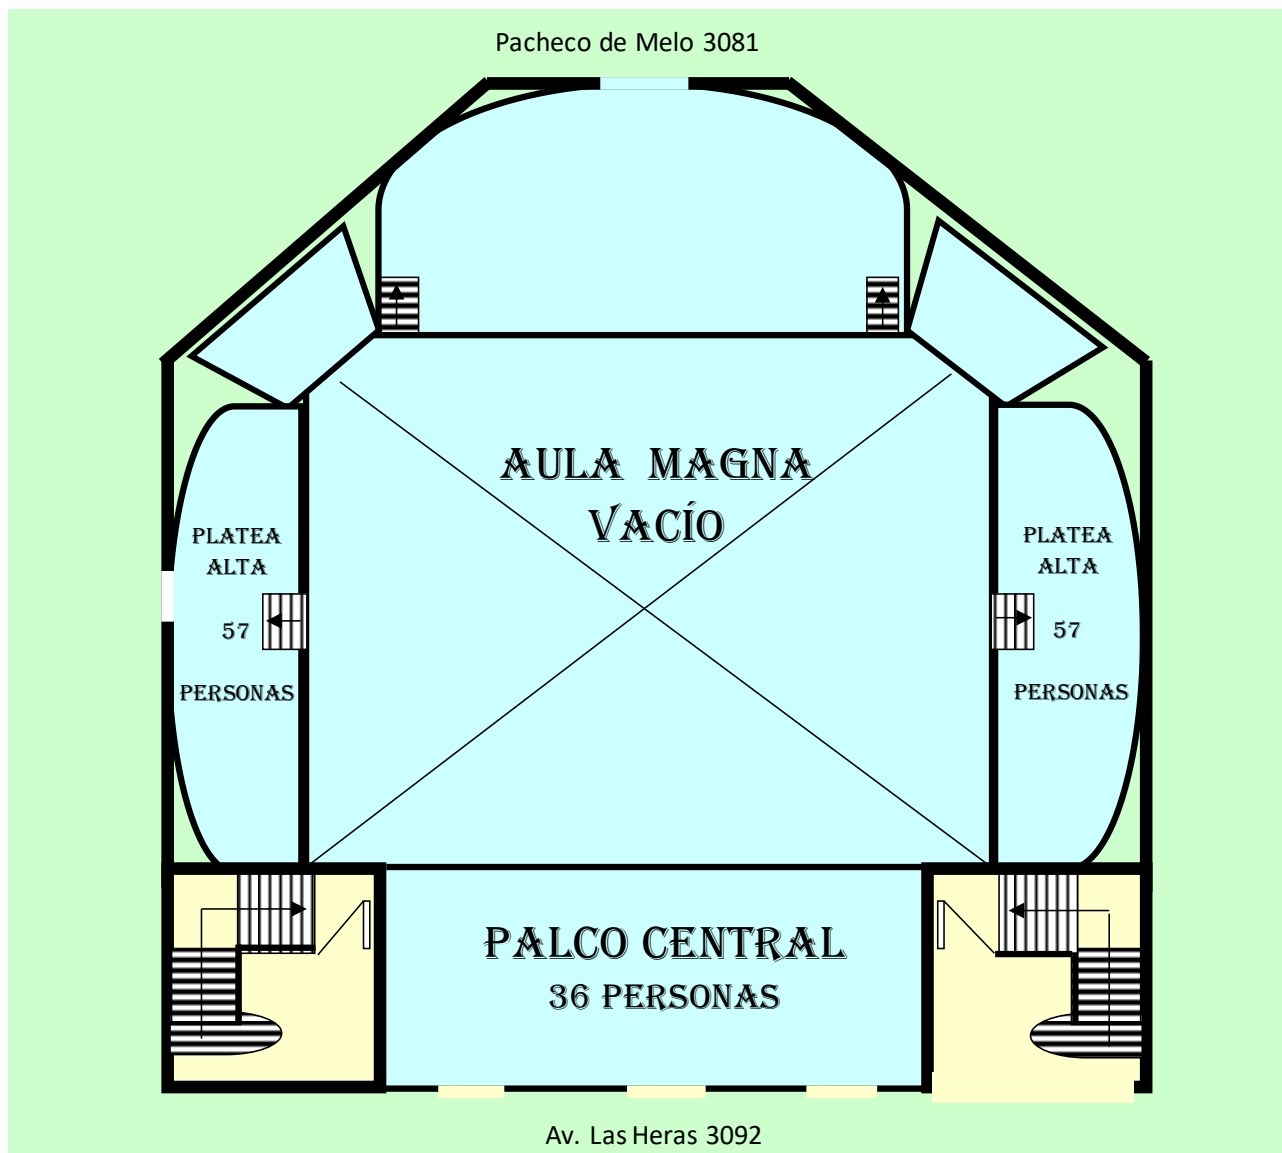 Pacheco de Melo 3081
AULA MAGNA
VACÍO
PLATEA
ALTA
57
PERSONAS
PLATEA
ALTA
57
PERSONAS
PALCO CENTRAL
36 PERSONAS
Av. Las Heras 3092